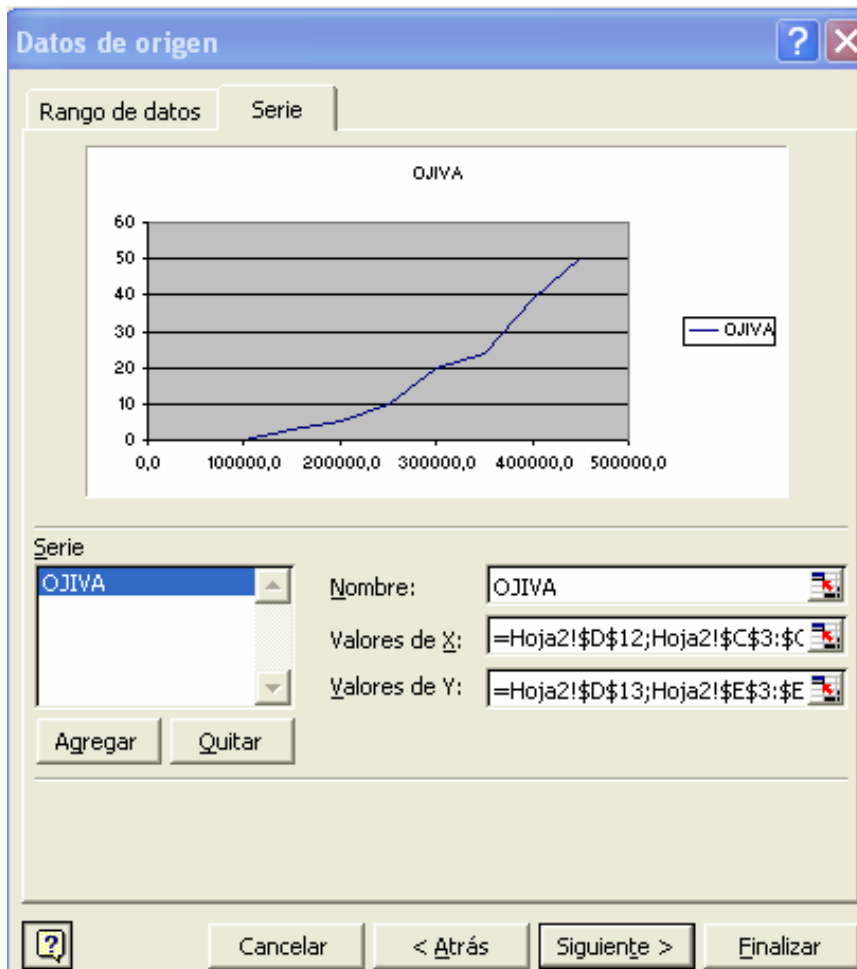 Datos de origen
Rango de datos
Serie
OJIVA
60
50
40
30
20
10
0
0,0 100000,0 200000,0 300000,0 400000,0 500000,0
OJIVA
Serie
OJIVA
Nombre: OJIVA
Valores de X: =Hoja2!$D$12;Hoja2!$C$3:$C
Valores de Y: =Hoja2!$D$13;Hoja2!$E$3:$E
Agregar Quitar
Cancelar < Atrás Siguiente > Finalizar